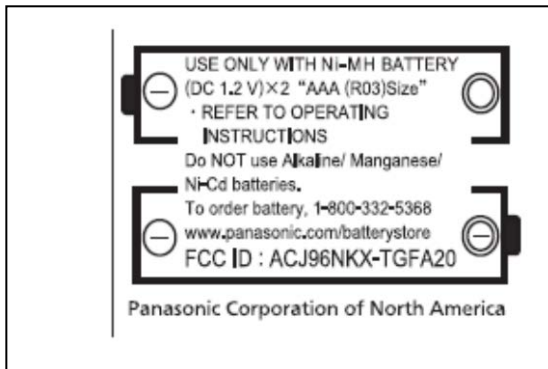 USE ONLY WITH Ni-MH BATTERY
(DC 1.2 V)×2 "AAA (R03)Size"
・REFER TO OPERATING
INSTRUCTIONS
Do NOT use Alkaline/ Manganese/
Ni-Cd batteries.
To order battery, 1-800-332-5368
www.panasonic.com/batterystore
FCC ID : ACJ96NKX-TGFA20
Panasonic Corporation of North America